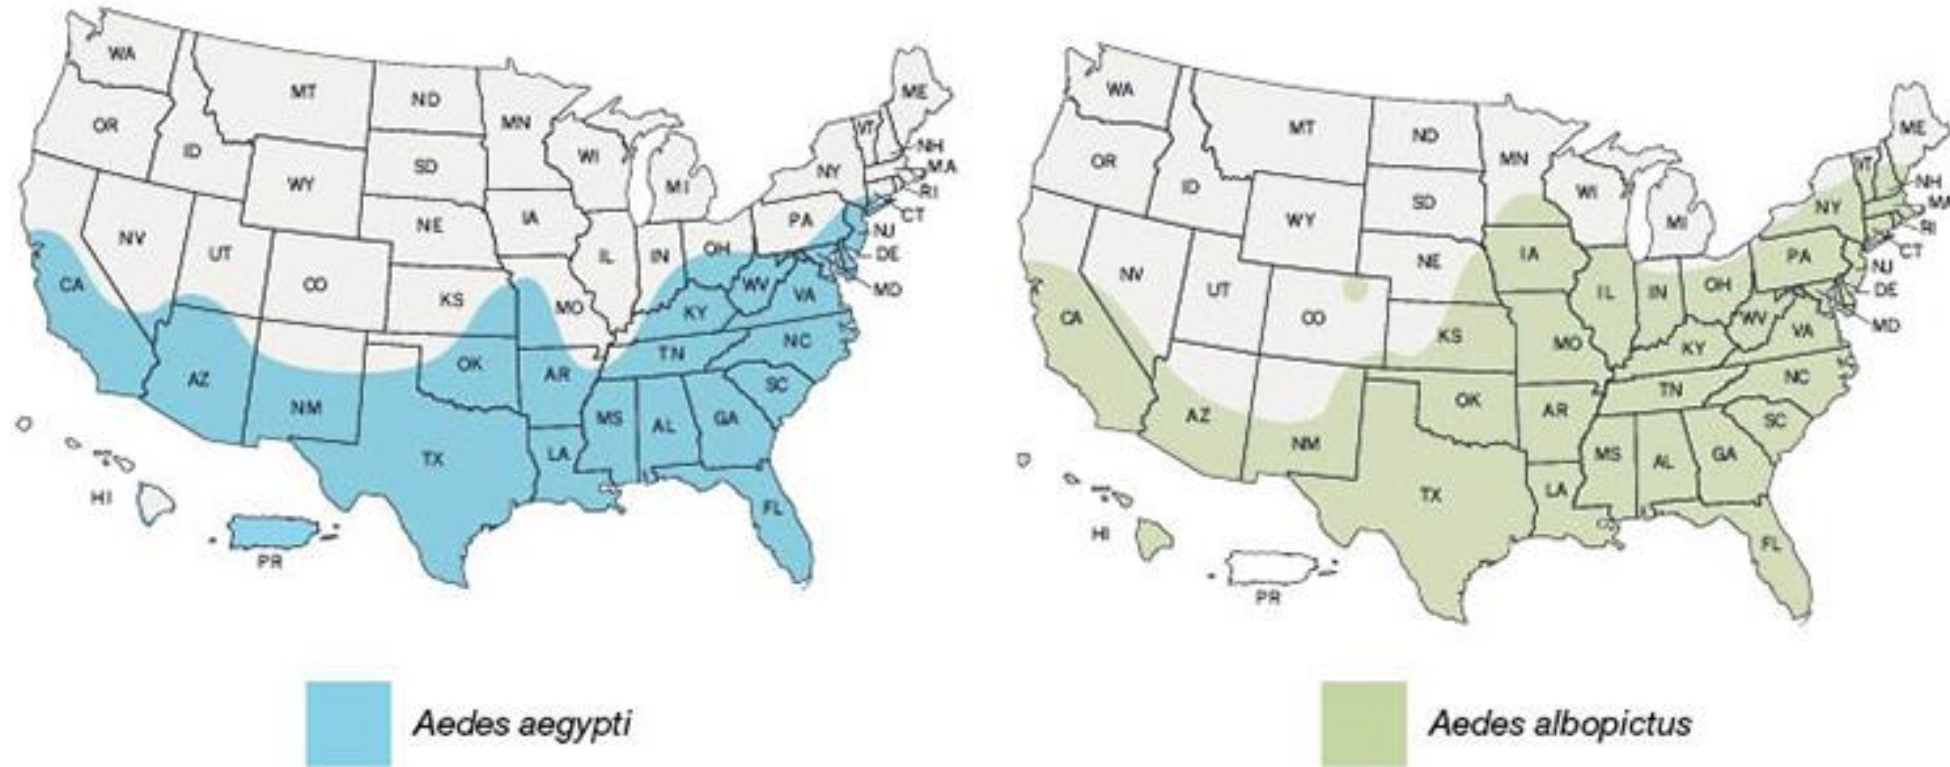 WA
MT
ND
MN
ME
OR
ID
SD
WI
VT
NH
WY
MI
NY
MA
RI
NE
IA
PA
CT
NV
UT
IL
IN
OH
NJ
DE
CA
CO
KS
MO
WV
VA
MD
KY
AZ
NM
OK
AR
TN
NC
SC
TX
LA
MS
AL
GA
FL
HI
PR
Aedes aegypti
WA
MT
ND
MN
ME
OR
ID
SD
WI
VT
NH
WY
MI
NY
MA
RI
NE
IA
PA
CT
NV
UT
IL
IN
OH
NJ
DE
CA
CO
KS
MO
WV
VA
MD
KY
AZ
NM
OK
AR
TN
NC
SC
TX
LA
MS
AL
GA
FL
HI
PR
Aedes albopictus